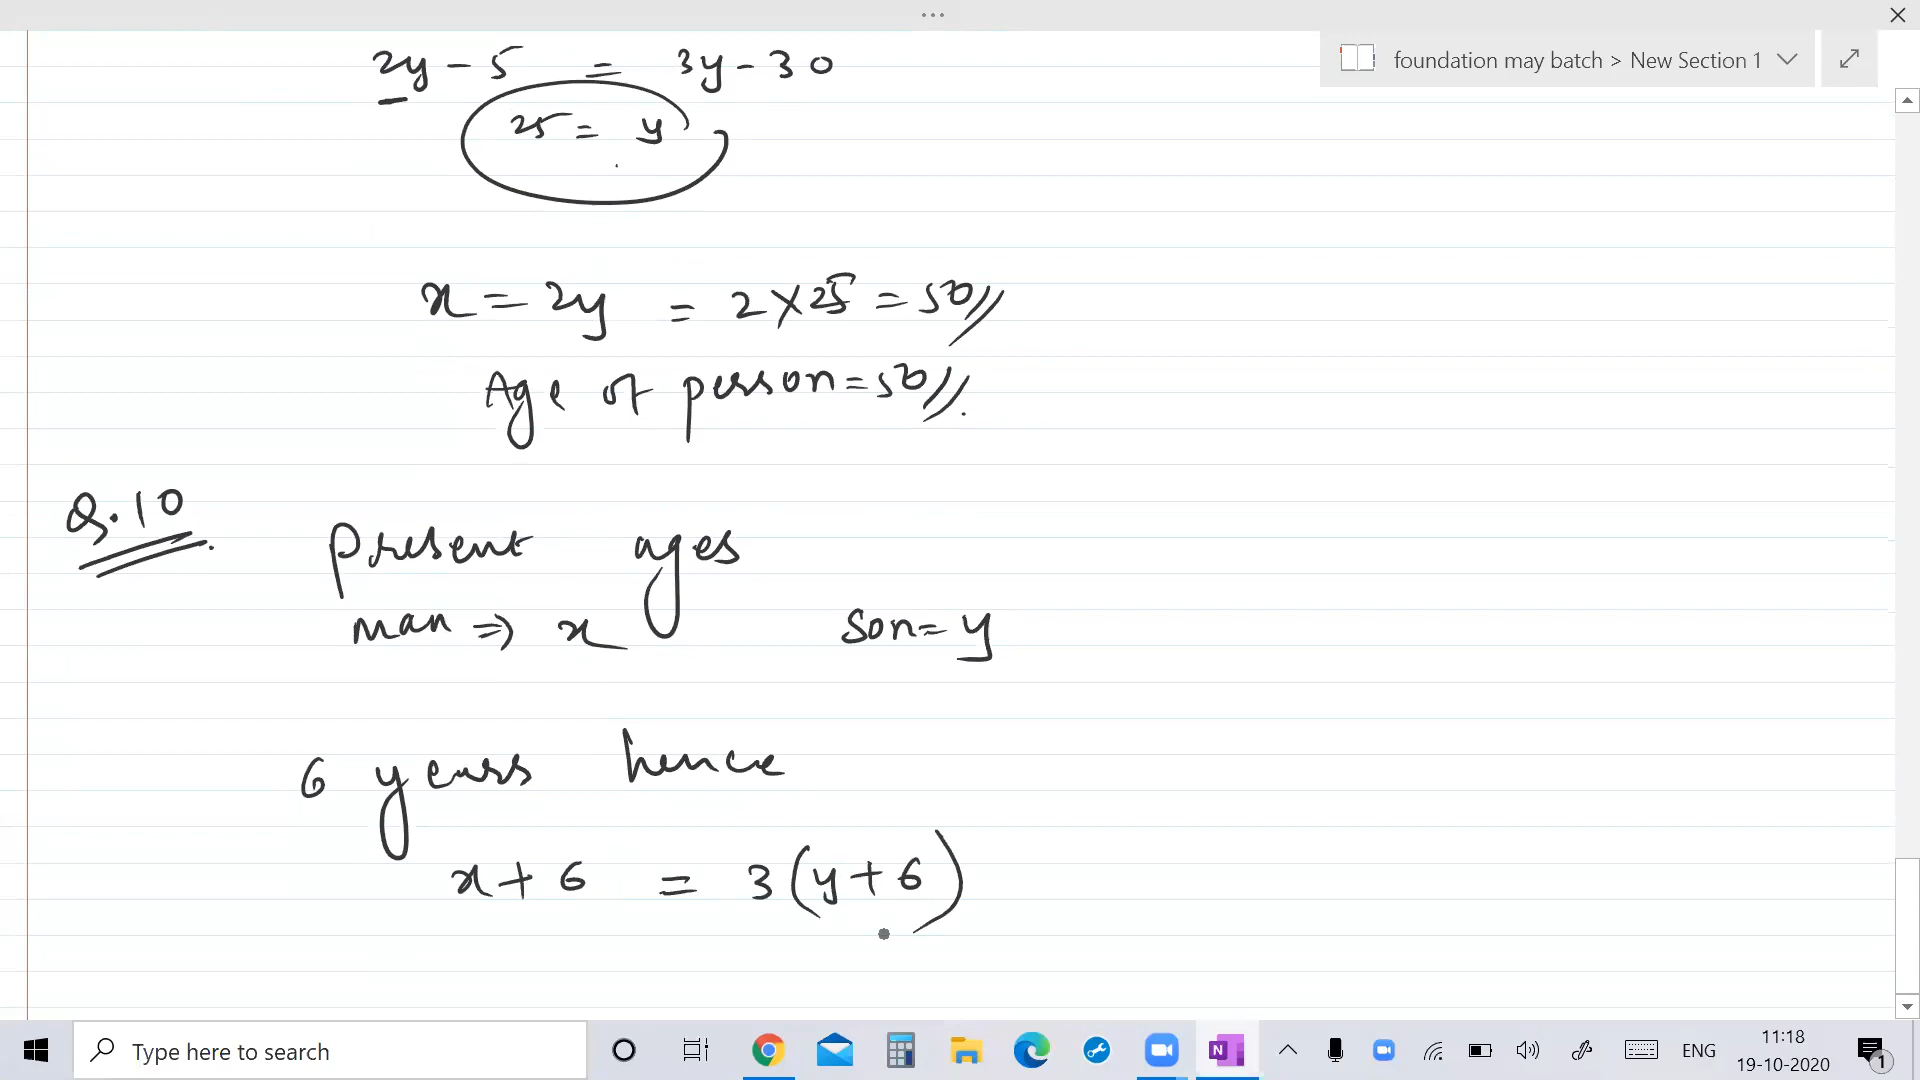 2y - 5 = 3y - 30
foundation may batch > New Section 1
25 = y
x = 2y = 2 × 25 = 50//
Age of person = 50//.
Q.10
Present ages
man ⇒ x son = y
6 years hence
x + 6 = 3 (y + 6)
Type here to search
ENG
11:18
19-10-2020
1